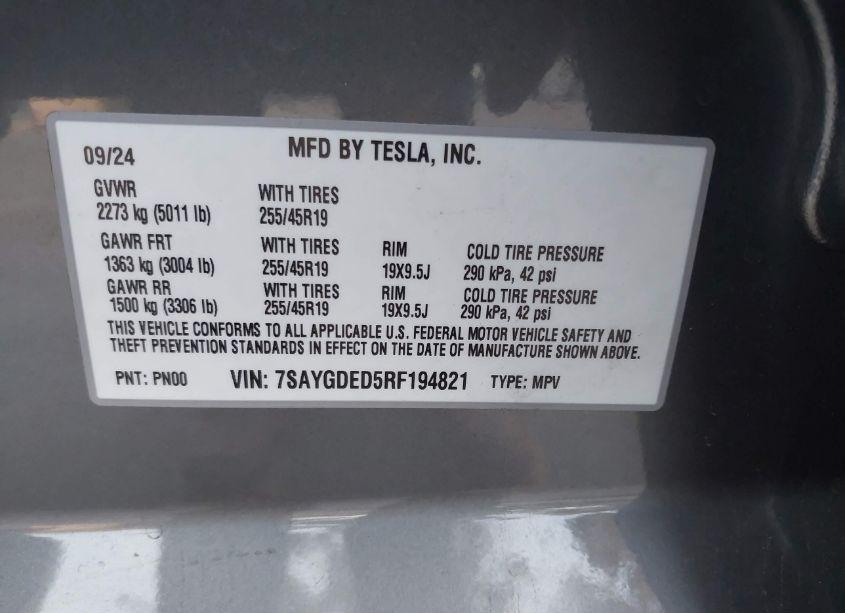 09/24 MFD BY TESLA, INC.
GVWR WITH TIRES
2273 kg (5011 lb) 255/45R19
GAWR FRT WITH TIRES RIM COLD TIRE PRESSURE
1363 kg (3004 lb) 255/45R19 19X9.5J 290 kPa, 42 psi
GAWR RR WITH TIRES RIM COLD TIRE PRESSURE
1500 kg (3306 lb) 255/45R19 19X9.5J 290 kPa, 42 psi
THIS VEHICLE CONFORMS TO ALL APPLICABLE U.S. FEDERAL MOTOR VEHICLE SAFETY AND
THEFT PREVENTION STANDARDS IN EFFECT ON THE DATE OF MANUFACTURE SHOWN ABOVE.
PNT: PN00 VIN: 7SAYGDED5RF194821 TYPE: MPV